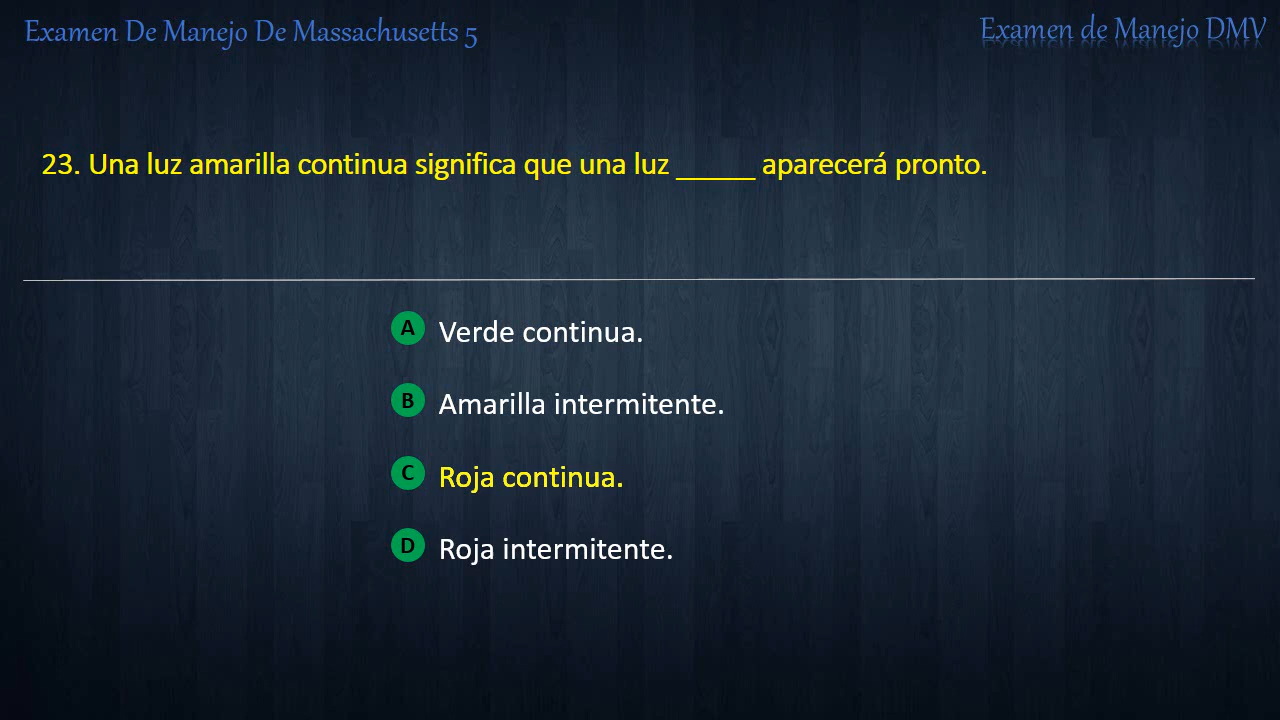 Examen De Manejo De Massachusetts 5
Examen de Manejo DMV
23. Una luz amarilla continua significa que una luz _____ aparecerá pronto.
A Verde continua.
B Amarilla intermitente.
C Roja continua.
D Roja intermitente.